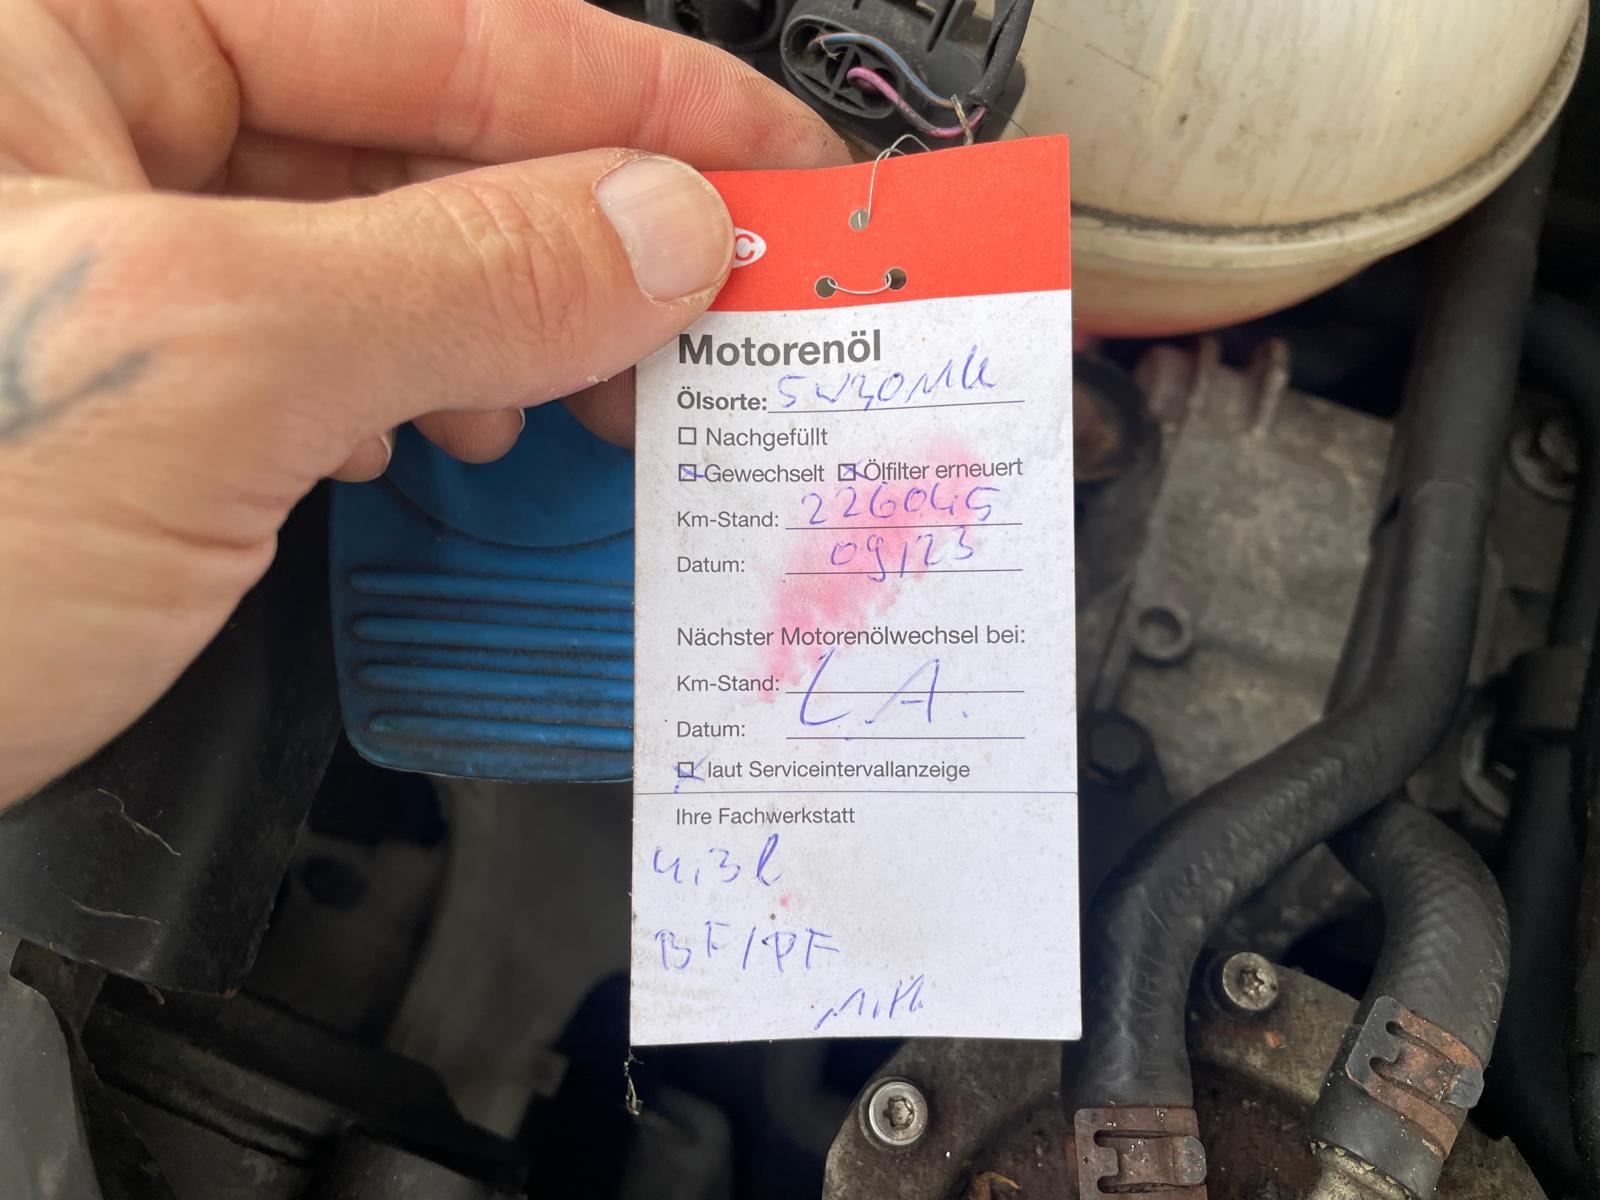 C
Motorenöl
Ölsorte: 5W30
Nachgefüllt
Gewechselt Ölfilter erneuert
Km-Stand: 226045
Datum: 09/23
Nächster Motorenölwechsel bei:
Km-Stand: L.A.
Datum:
laut Serviceintervallanzeige
Ihre Fachwerkstatt
4,3l
BF/PF